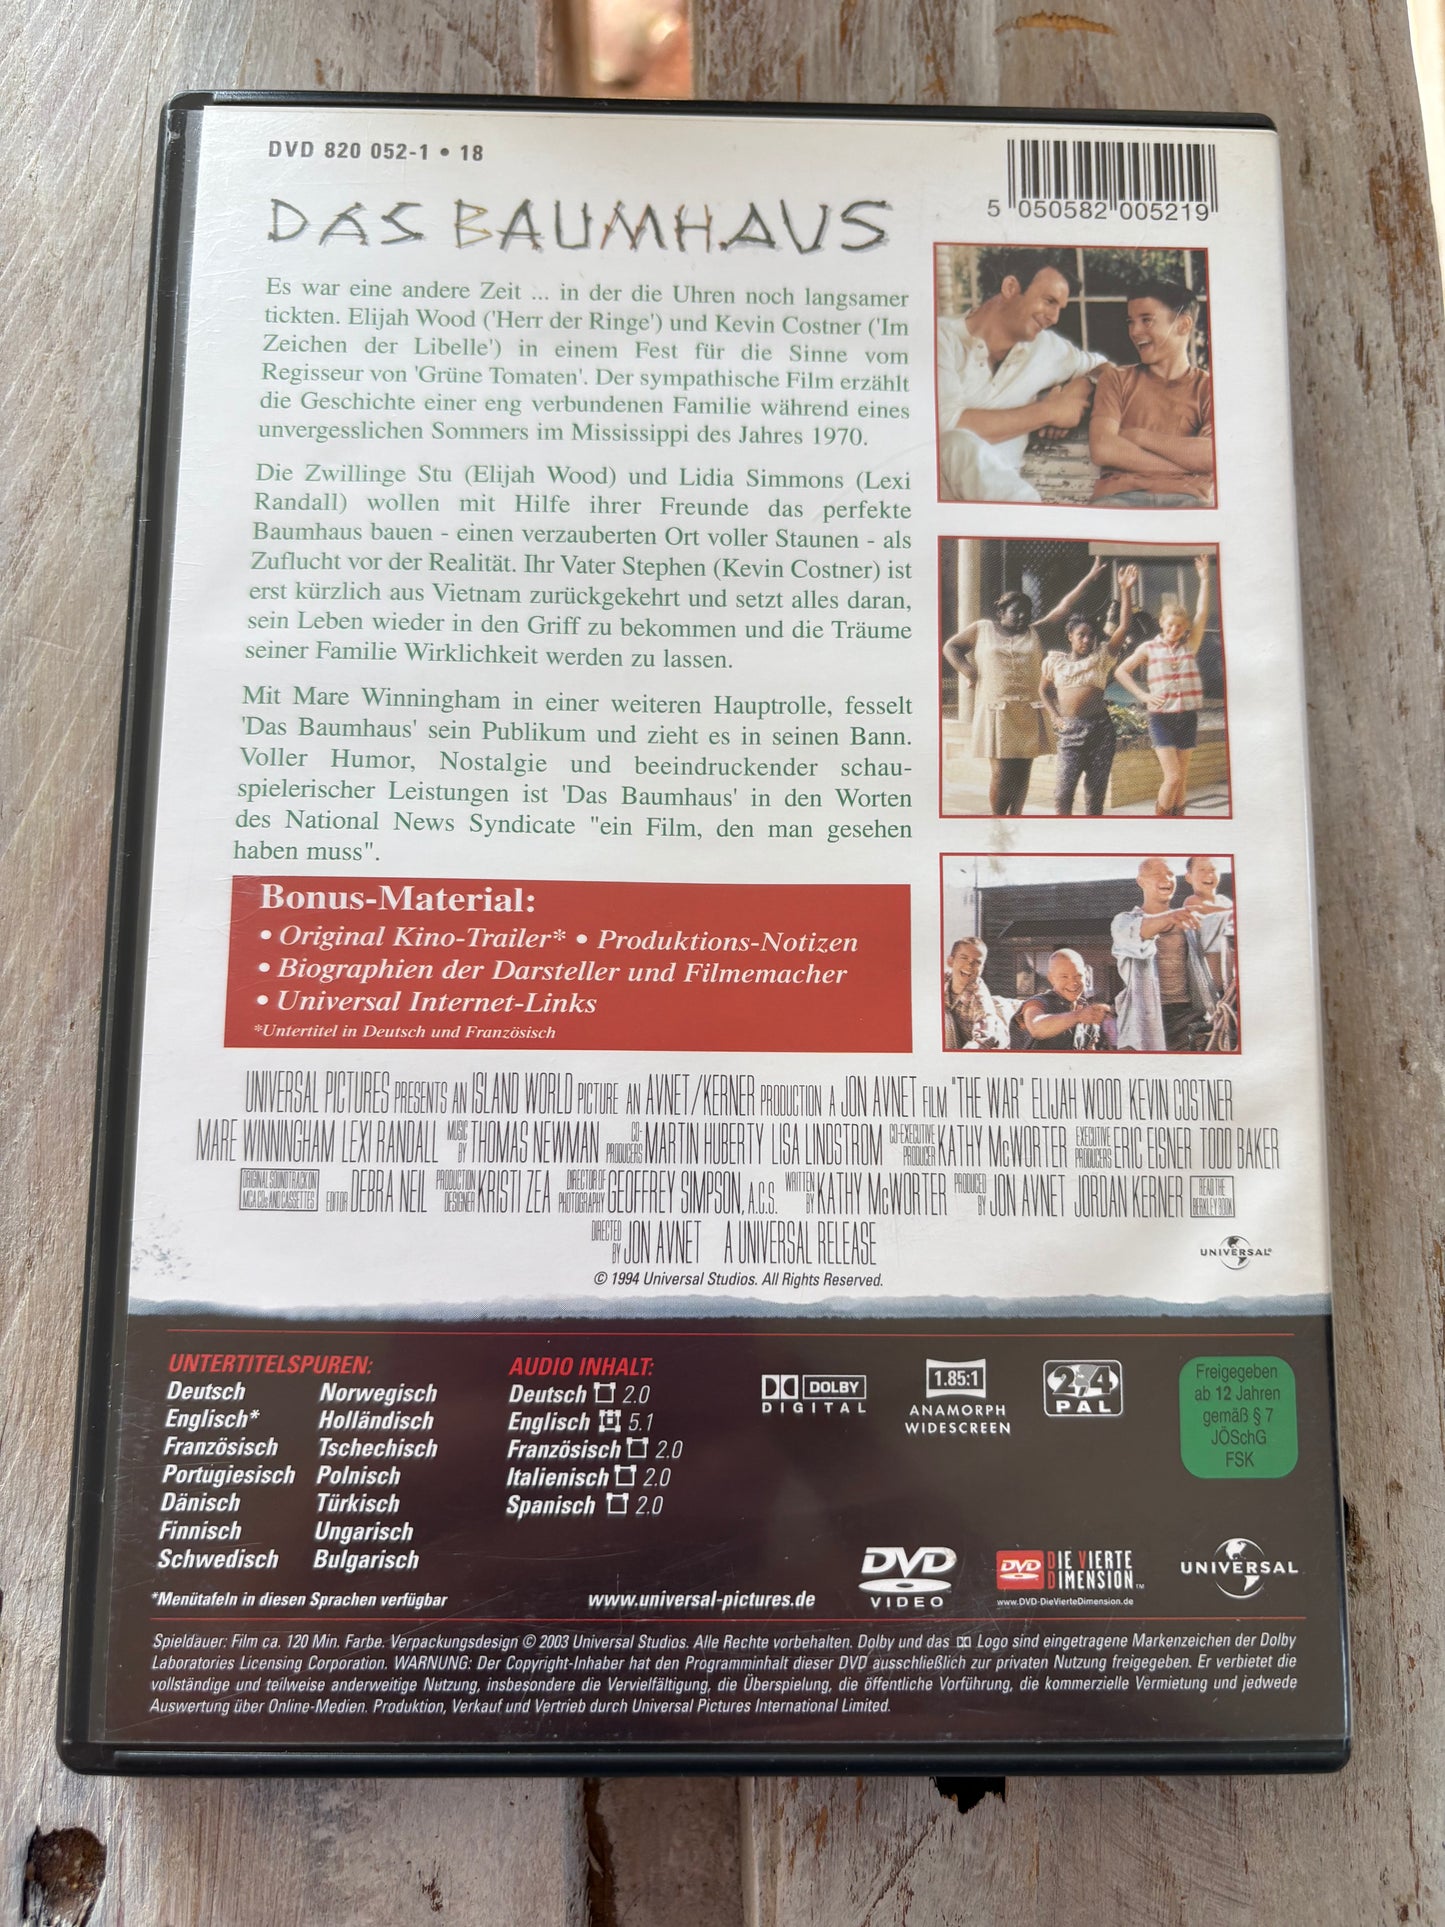 DVD 820 052-1 • 18
5 050582 005219
DAS BAUMHAUS
Es war eine andere Zeit ... in der die Uhren noch langsamer
tickten. Elijah Wood ('Herr der Ringe') und Kevin Costner ('Im
Zeichen der Libelle') in einem Fest für die Sinne vom
Regisseur von 'Grüne Tomaten'. Der sympathische Film erzählt
die Geschichte einer eng verbundenen Familie während eines
unvergesslichen Sommers im Mississippi des Jahres 1970.
Die Zwillinge Stu (Elijah Wood) und Lidia Simmons (Lexi
Randall) wollen mit Hilfe ihrer Freunde das perfekte
Baumhaus bauen - einen verzauberten Ort voller Staunen - als
Zuflucht vor der Realität. Ihr Vater Stephen (Kevin Costner) ist
erst kürzlich aus Vietnam zurückgekehrt und setzt alles daran,
sein Leben wieder in den Griff zu bekommen und die Träume
seiner Familie Wirklichkeit werden zu lassen.
Mit Mare Winningham in einer weiteren Hauptrolle, fesselt
'Das Baumhaus' sein Publikum und zieht es in seinen Bann.
Voller Humor, Nostalgie und beeindruckender schau-
spielerischer Leistungen ist 'Das Baumhaus' in den Worten
des National News Syndicate "ein Film, den man gesehen
haben muss".
Bonus-Material:
• Original Kino-Trailer* • Produktions-Notizen
• Biographien der Darsteller und Filmemacher
• Universal Internet-Links
*Untertitel in Deutsch und Französisch
UNIVERSAL PICTURES PRESENTS AN ISLAND WORLD PICTURE AN AVNET/KERNER PRODUCTION A JON AVNET FILM "THE WAR" ELIJAH WOOD KEVIN COSTNER
MARE WINNINGHAM LEXI RANDALL MUSIC BY THOMAS NEWMAN CO-PRODUCERS MARTIN HUBERTY LISA LINDSTROM CO-EXECUTIVE PRODUCER KATHY McWORTER EXECUTIVE PRODUCERS ERIC EISNER TODD BAKER
ORIGINAL SOUNDTRACK ON MCA CDs AND CASSETTES EDITOR DEBRA NEIL PRODUCTION DESIGNER KRISTI ZEA DIRECTOR OF PHOTOGRAPHY GEOFFREY SIMPSON, A.C.S. WRITTEN BY KATHY McWORTER PRODUCED BY JON AVNET JORDAN KERNER READ THE BERKLEY BOOK
DIRECTED BY JON AVNET A UNIVERSAL RELEASE
UNIVERSAL
© 1994 Universal Studios. All Rights Reserved.
UNTERTITELSPUREN:
Deutsch Norwegisch
Englisch* Holländisch
Französisch Tschechisch
Portugiesisch Polnisch
Dänisch Türkisch
Finnisch Ungarisch
Schwedisch Bulgarisch
*Menütafeln in diesen Sprachen verfügbar
AUDIO INHALT:
Deutsch 2.0
Englisch 5.1
Französisch 2.0
Italienisch 2.0
Spanisch 2.0
DOLBY
DIGITAL
1.85:1
ANAMORPH
WIDESCREEN
2,4
PAL
Freigegeben
ab 12 Jahren
gemäß § 7
JÖSchG
FSK
www.universal-pictures.de
DVD
VIDEO
DVD DIE VIERTE
DIMENSION™
www.DVD-DieVierteDimension.de
UNIVERSAL
Spieldauer: Film ca. 120 Min. Farbe. Verpackungsdesign © 2003 Universal Studios. Alle Rechte vorbehalten. Dolby und das Logo sind eingetragene Markenzeichen der Dolby
Laboratories Licensing Corporation. WARNUNG: Der Copyright-Inhaber hat den Programminhalt dieser DVD ausschließlich zur privaten Nutzung freigegeben. Er verbietet die
vollständige und teilweise anderweitige Nutzung, insbesondere die Vervielfältigung, die Überspielung, die öffentliche Vorführung, die kommerzielle Vermietung und jedwede
Auswertung über Online-Medien. Produktion, Verkauf und Vertrieb durch Universal Pictures International Limited.